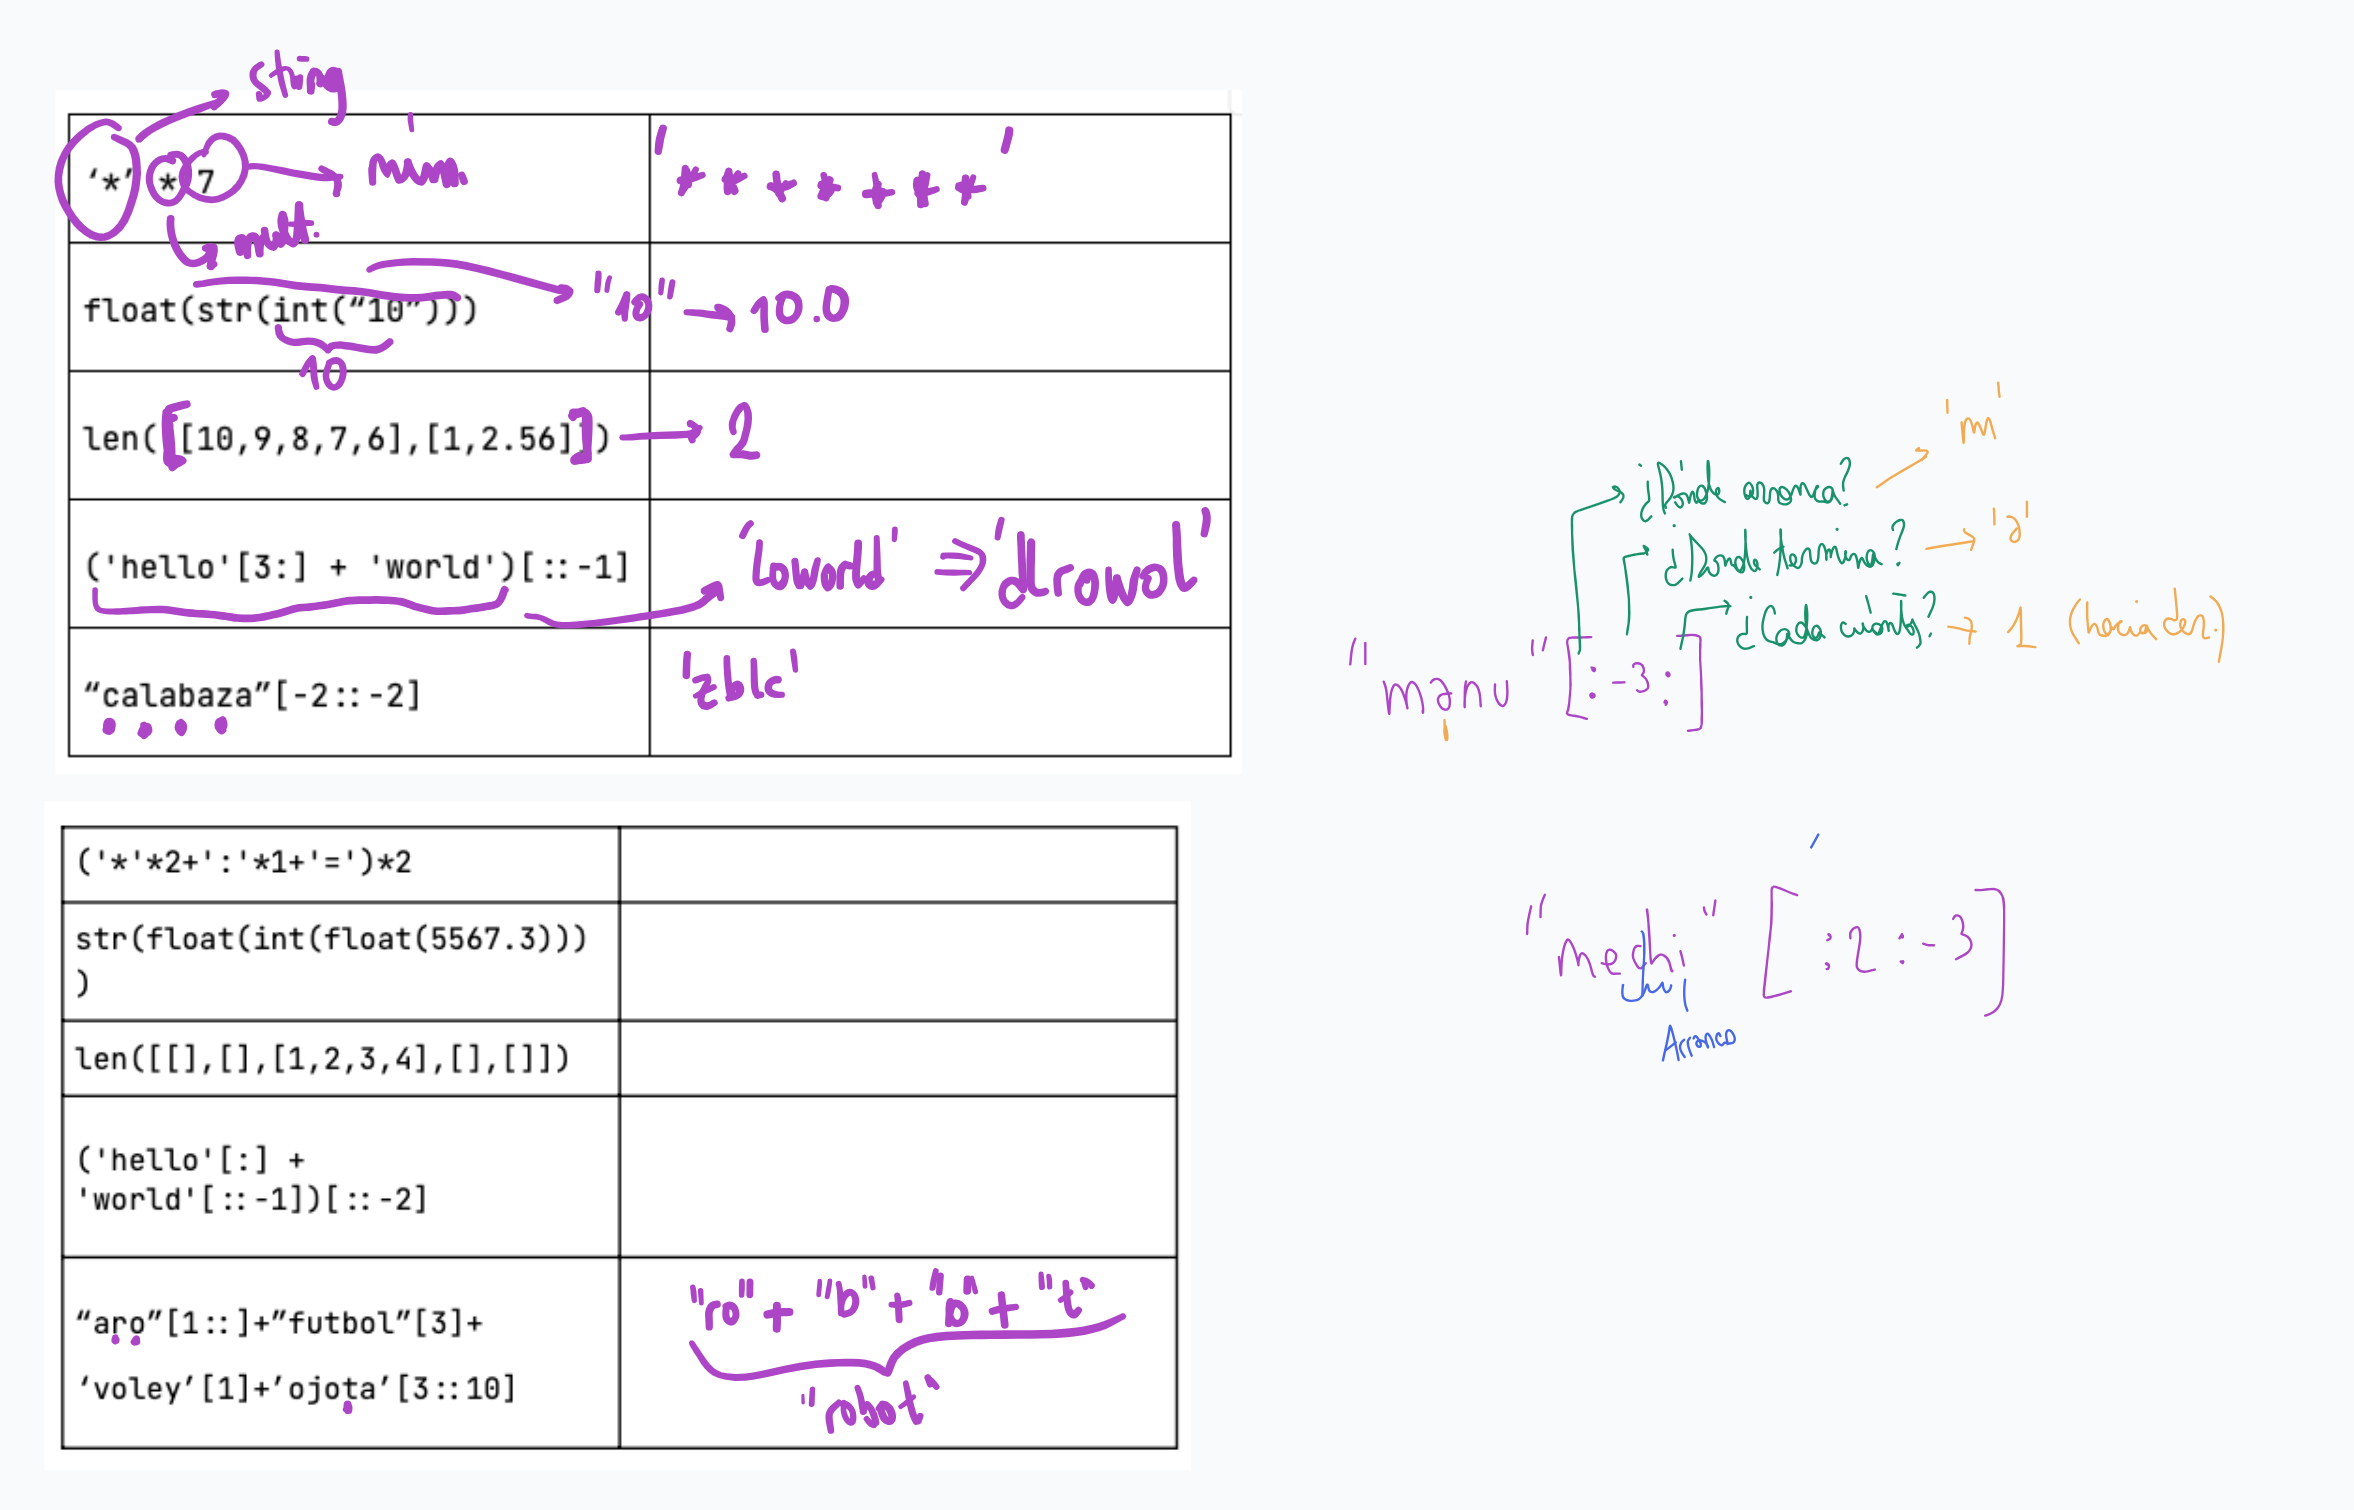 string
'*' * 7
núm
mult.
' * * * * * * * '
float(str(int("10")))
10
"10" → 10.0
len([[10,9,8,7,6],[1,2.56]]) → 2
('hello'[3:] + 'world')[::-1]
'loworld' ⇒ 'dlrowol'
"calabaza"[-2::-2]
'zblc'
¿Dónde arranca? → 'm'
¿Dónde termina? → 'a'
¿Cada cuánto? → 1 (hacia der.)
"manu" [:-3:]
('*'*2+':'*1+'=')*2
str(float(int(float(5567.3)))
)
len([[],[],[1,2,3,4],[],[]])
('hello'[:] +
'world'[::-1])[::-2]
"aro"[1::]+"futbol"[3]+
'voley'[1]+'ojota'[3::10]
"ro" + "b" + "o" + "t"
"robot"
"mechi" [:2:-3]
Arranco